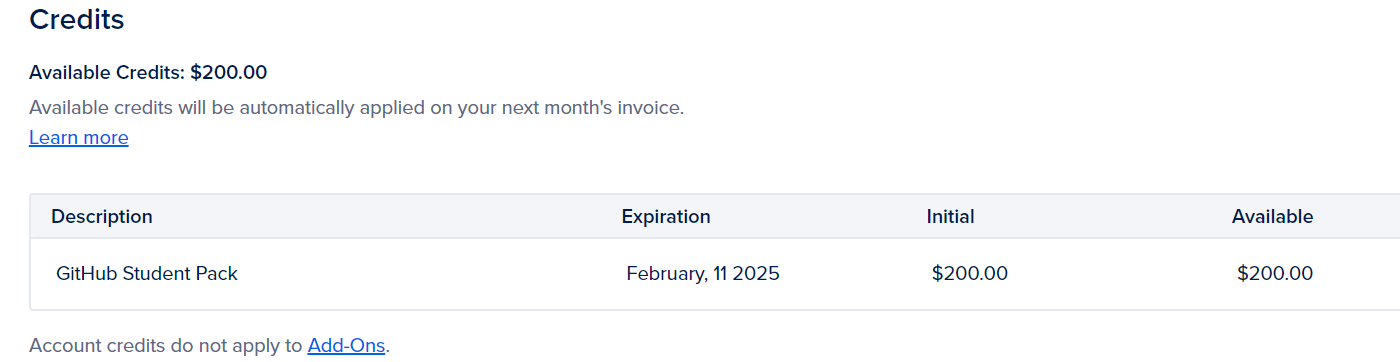 Credits
Available Credits: $200.00
Available credits will be automatically applied on your next month's invoice.
Learn more
Description Expiration Initial Available
GitHub Student Pack February, 11 2025 $200.00 $200.00
Account credits do not apply to Add-Ons.